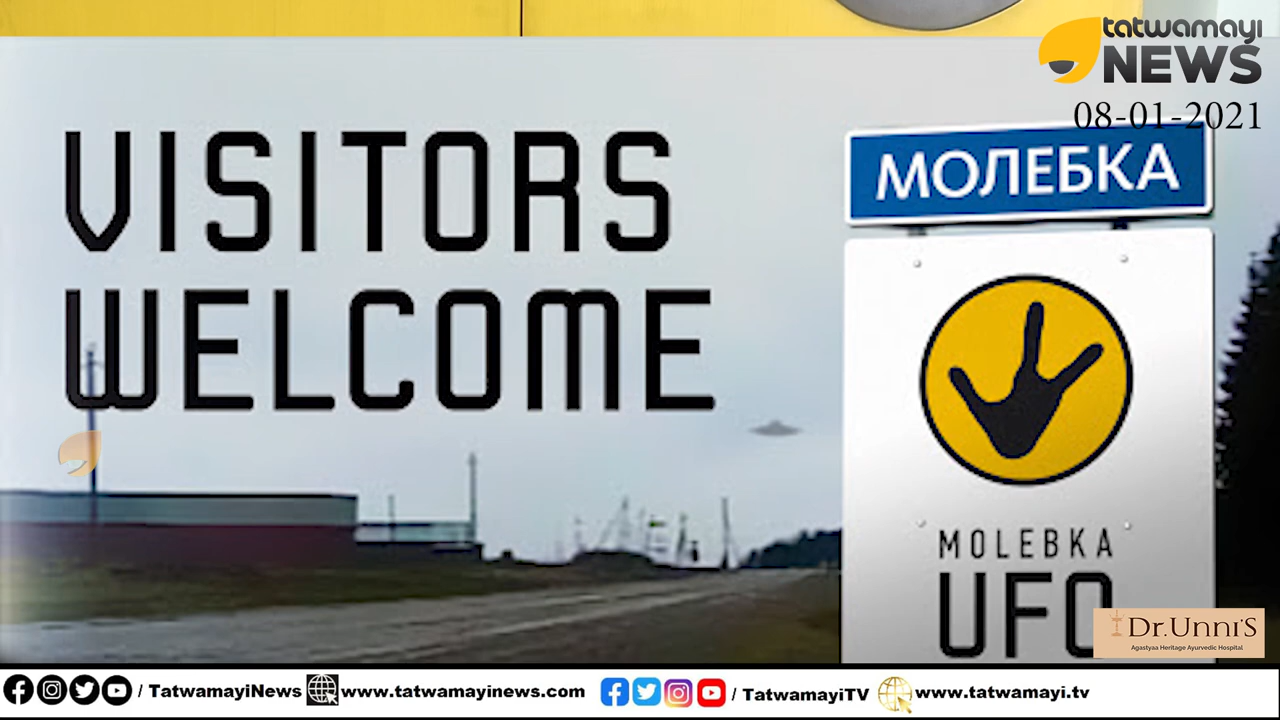 tatwamayi
NEWS
08-01-2021
VISITORS
WELCOME
МОЛЕБКА
MOLEBKA
UFO
Dr.Unni's
Agastyaa Heritage Ayurvedic Hospital
/ TatwamayiNews www.tatwamayinews.com / TatwamayiTV www.tatwamayi.tv